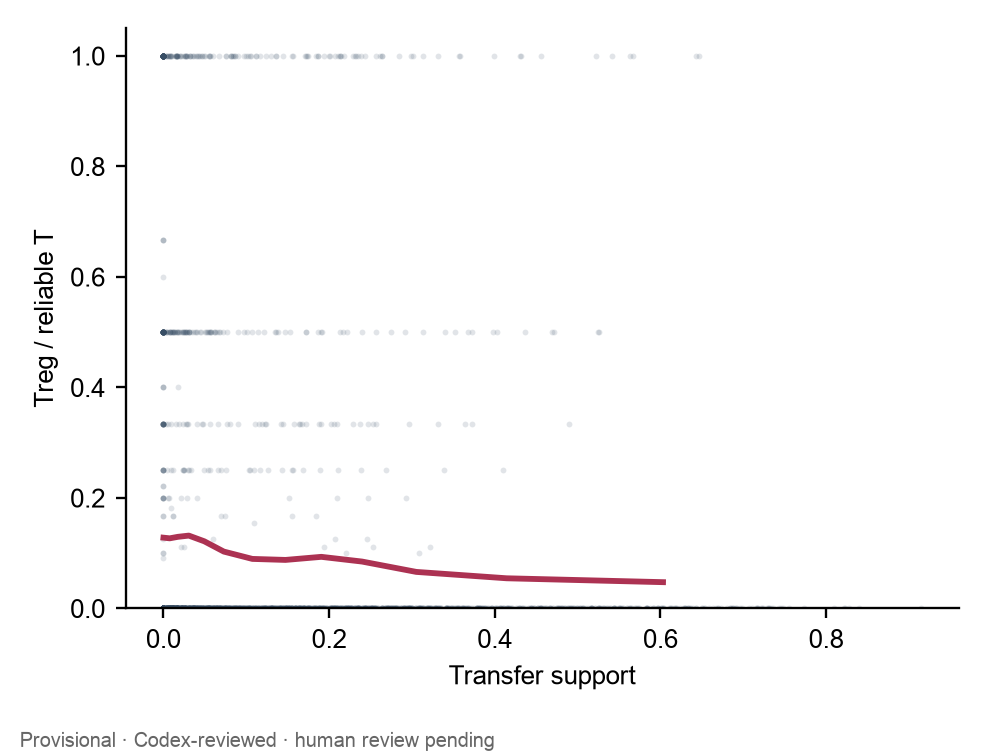 1.0
0.8
0.6
0.4
0.2
0.0
Treg / reliable T
0.0 0.2 0.4 0.6 0.8
Transfer support
Provisional · Codex-reviewed · human review pending